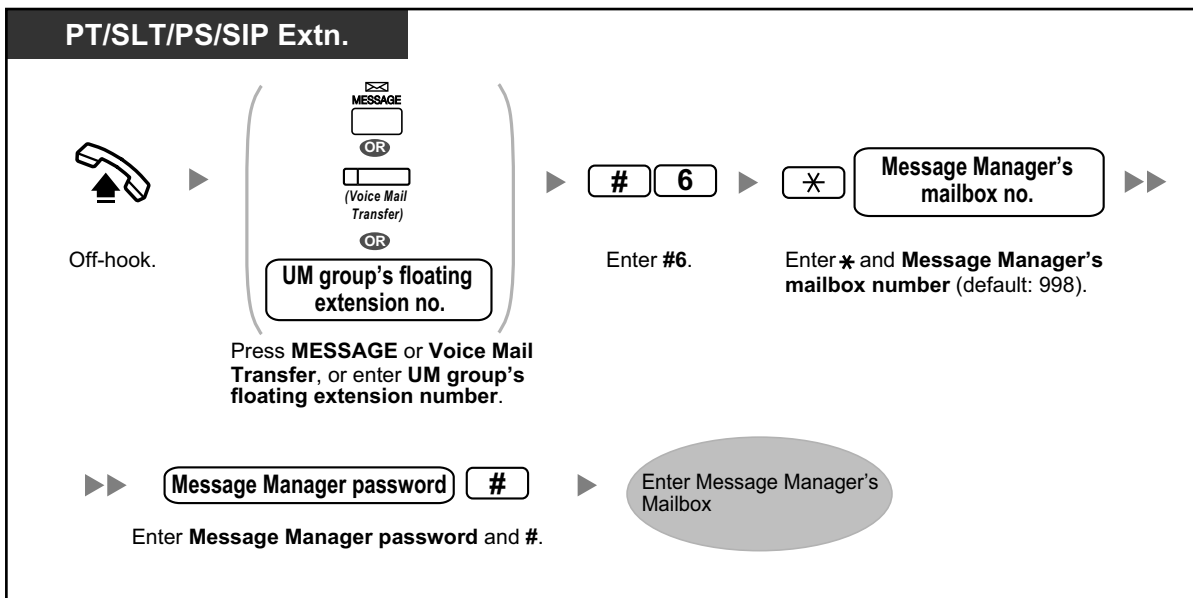 PT/SLT/PS/SIP Extn.
MESSAGE
OR
(Voice Mail
Transfer)
OR
UM group's floating
extension no.
# 6
* Message Manager's
mailbox no.
Off-hook.
Press MESSAGE or Voice Mail
Transfer, or enter UM group's
floating extension number.
Enter #6.
Enter * and Message Manager's
mailbox number (default: 998).
Message Manager password #
Enter Message Manager password and #.
Enter Message Manager's
Mailbox